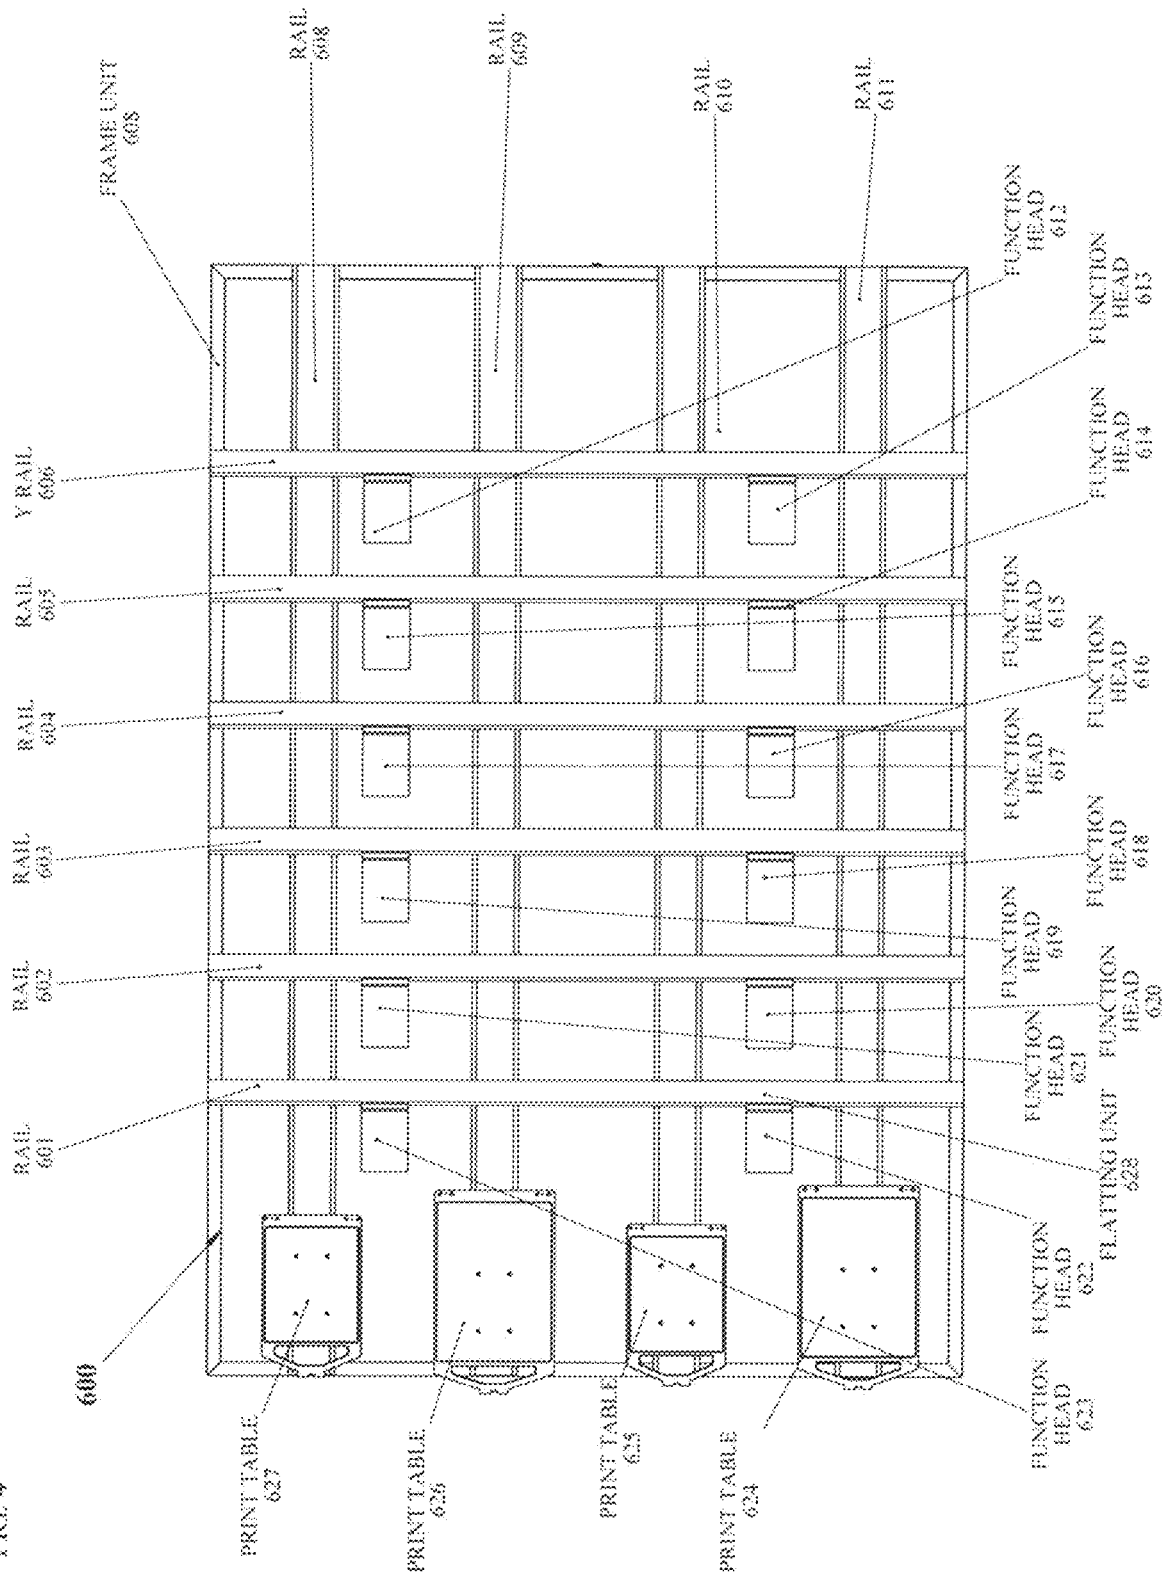 FIG. 9
600
RAIL
601
RAIL
602
RAIL
603
RAIL
604
RAIL
605
Y RAIL
606
FRAME UNIT
608
RAIL
608
RAIL
609
RAIL
610
RAIL
611
FUNCTION
HEAD
612
FUNCTION
HEAD
613
FUNCTION
HEAD
614
FUNCTION
HEAD
615
FUNCTION
HEAD
616
FUNCTION
HEAD
617
FUNCTION
HEAD
618
FUNCTION
HEAD
619
FUNCTION
HEAD
620
FUNCTION
HEAD
621
FLATTING UNIT
628
FUNCTION
HEAD
622
FUNCTION
HEAD
623
PRINT TABLE
627
PRINT TABLE
626
PRINT TABLE
625
PRINT TABLE
624